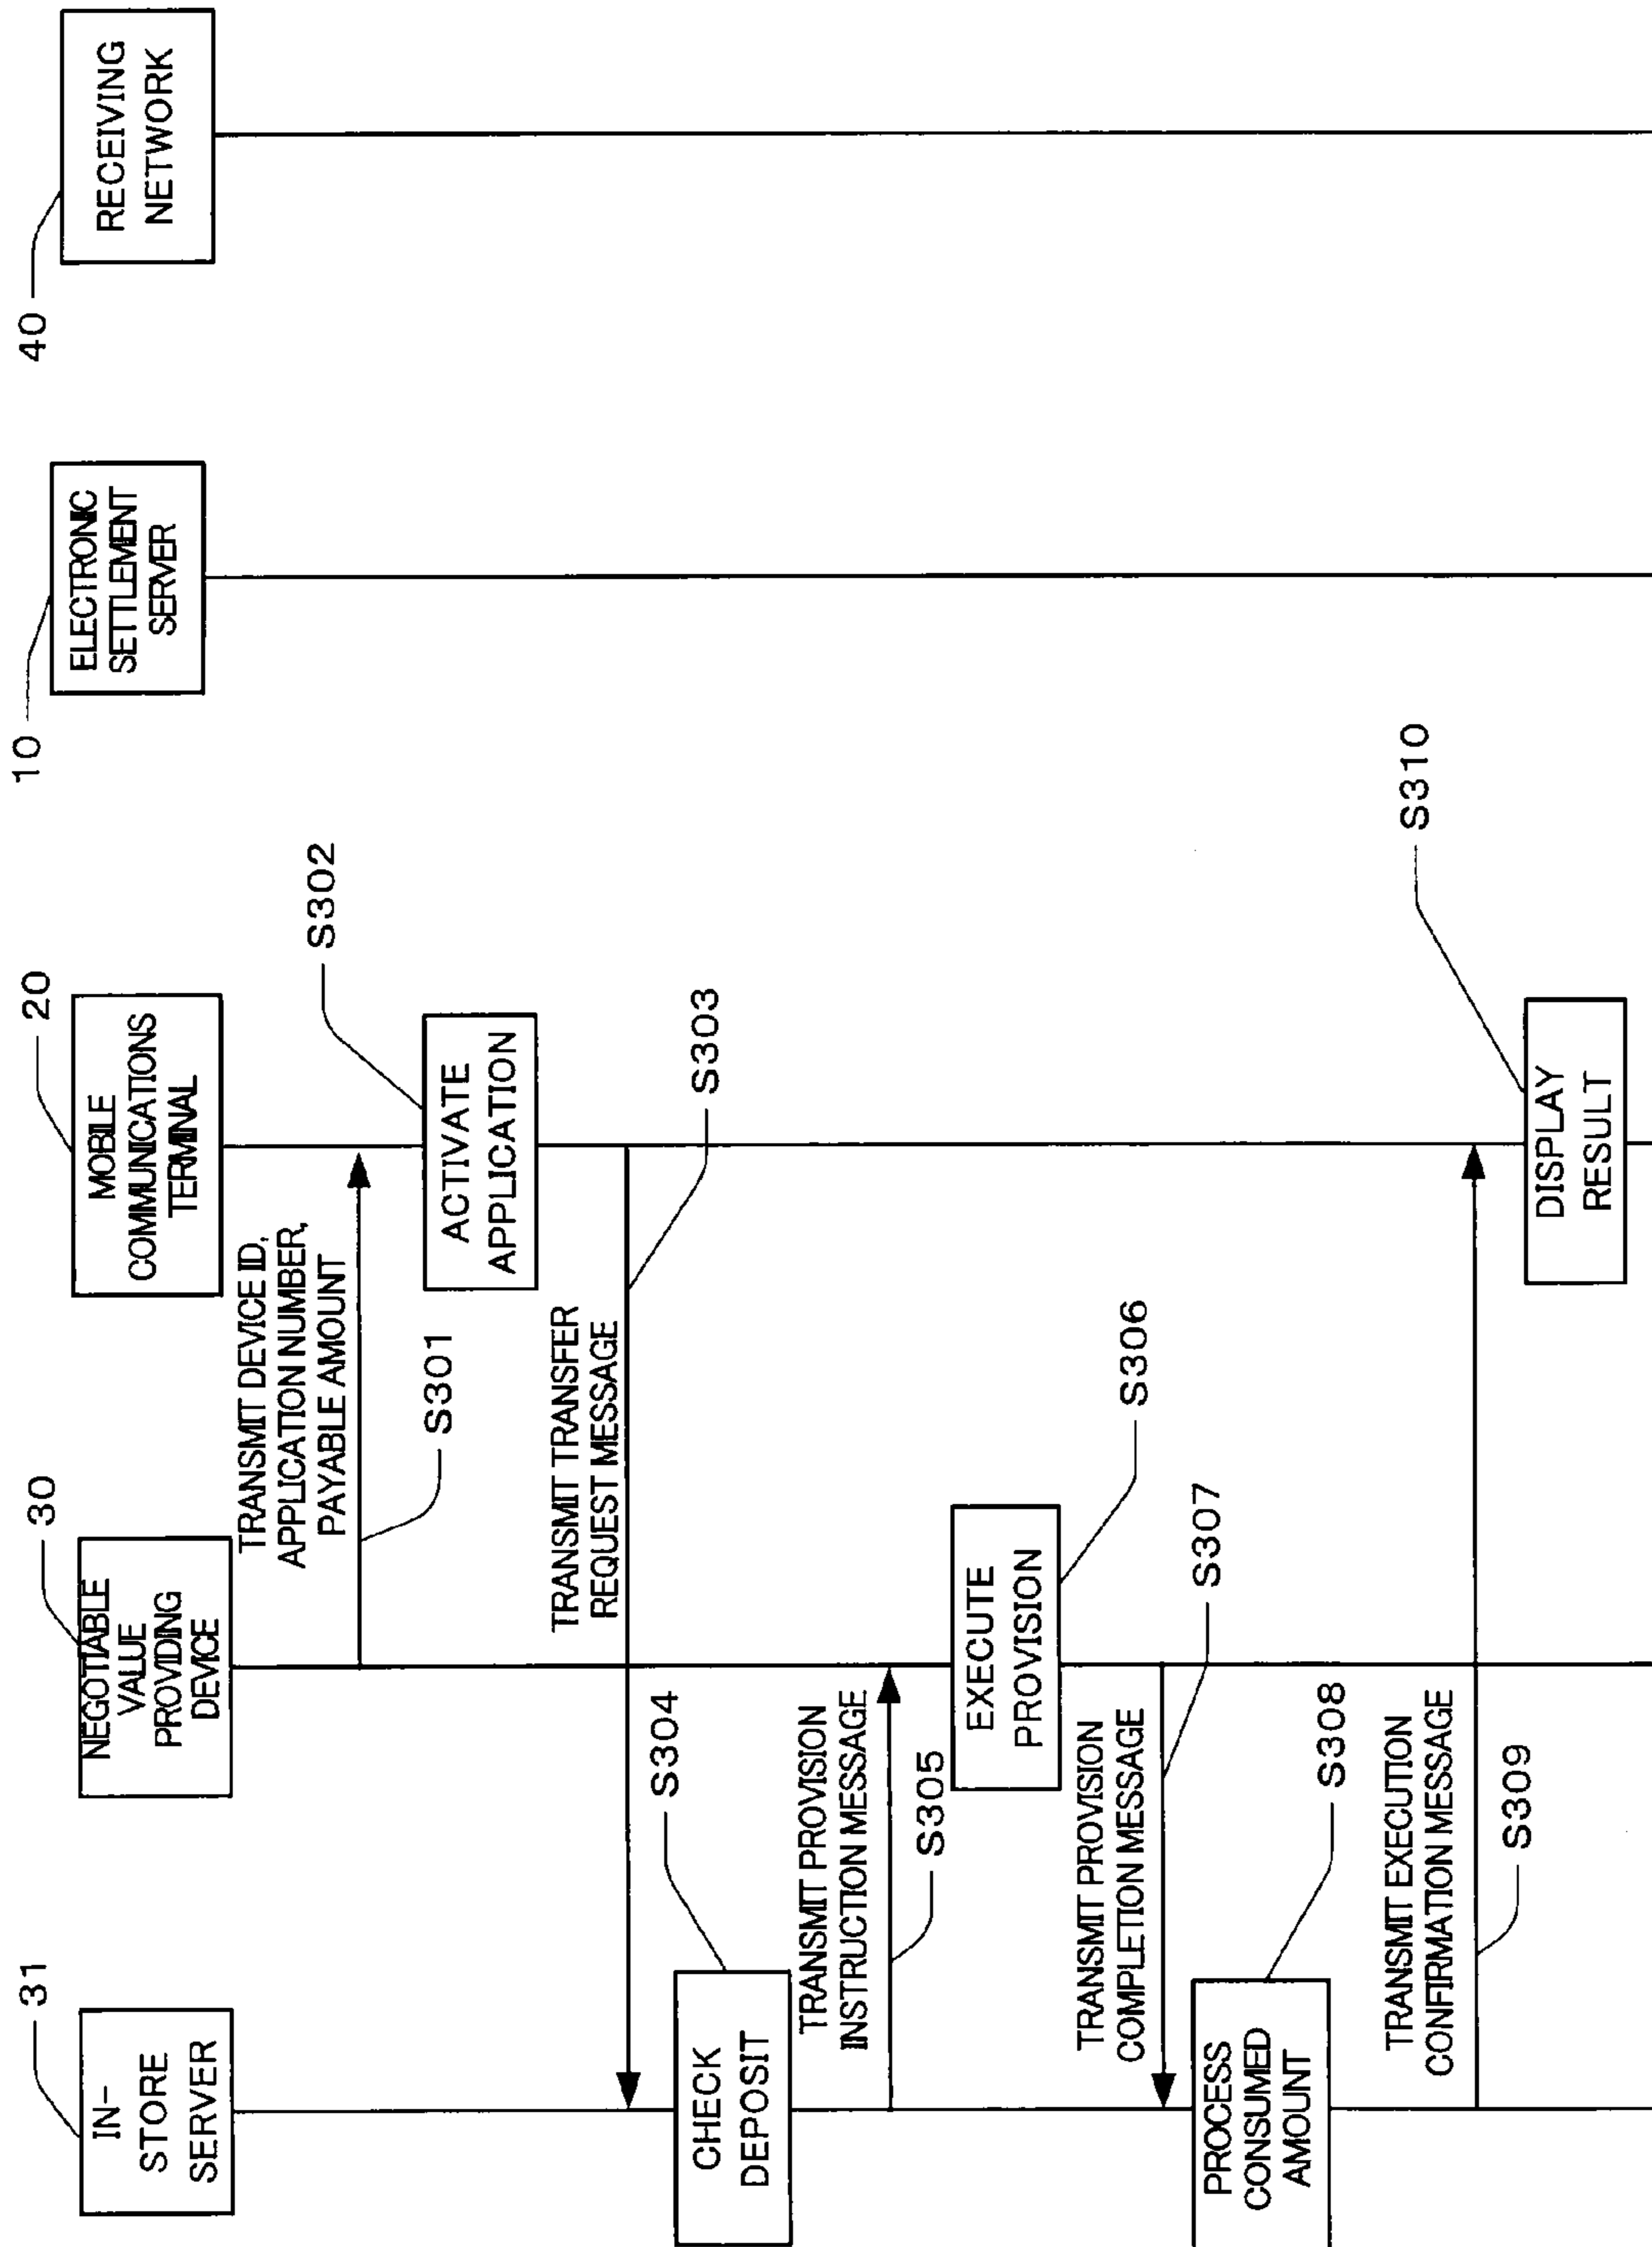 31
IN-
STORE
SERVER
30
NEGOTIABLE
VALUE
PROVIDING
DEVICE
20
MOBILE
COMMUNICATIONS
TERMINAL
10
ELECTRONIC
SETTLEMENT
SERVER
40
RECEIVING
NETWORK
TRANSMIT DEVICE ID,
APPLICATION NUMBER,
PAYABLE AMOUNT
S301
S302
ACTIVATE
APPLICATION
TRANSMIT TRANSFER
REQUEST MESSAGE
S303
S304
CHECK
DEPOSIT
TRANSMIT PROVISION
INSTRUCTION MESSAGE
S305
EXECUTE
PROVISION
S306
TRANSMIT PROVISION
COMPLETION MESSAGE
S307
PROCESS
CONSUMED
AMOUNT
S308
TRANSMIT EXECUTION
CONFIRMATION MESSAGE
S309
S310
DISPLAY
RESULT